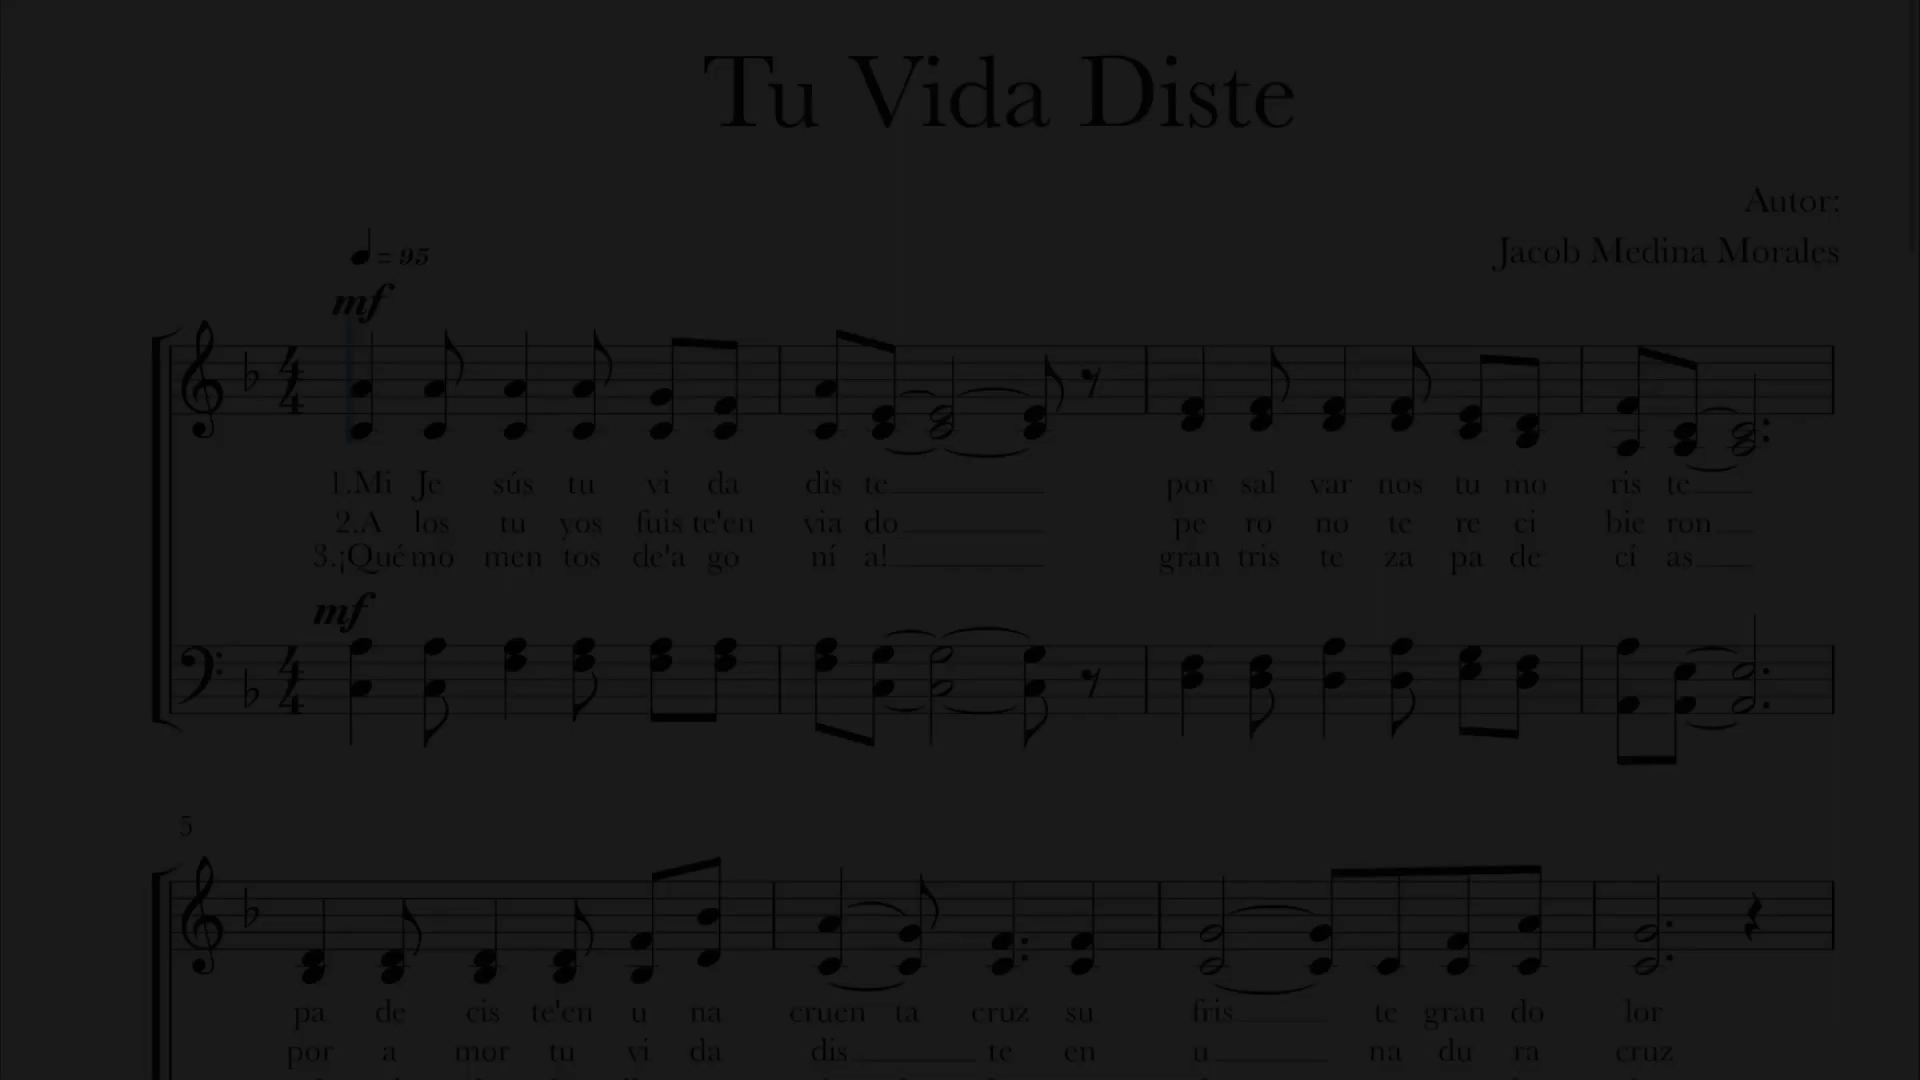 Tu Vida Diste
Autor:
Jacob Medina Morales
= 95
mf
4
4
1.Mi Je sús tu vi da dis te por sal var nos tu mo ris te
2.A los tu yos fuis te'en via do pe ro no te re ci bie ron
3.¡Qué mo men tos de'a go ní a! gran tris te za pa de cí as
mf
4
4
5
pa de cis te'en u na cruen ta cruz su fris te gran do lor
por a mor tu vi da dis te en u na du ra cruz